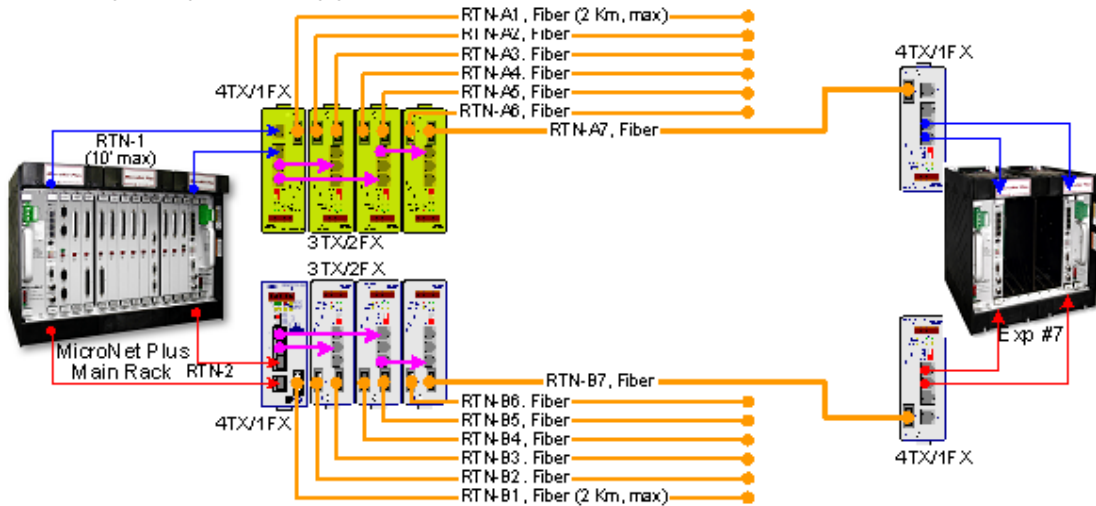 RTN-A1, Fiber (2 Km, max)
RTN-A2, Fiber
RTN-A3. Fiber
RTN-A4. Fiber
RTN-A5, Fiber
RTN-A6, Fiber
RTN-A7, Fiber
4TX/1FX
4TX/1FX
RTN-1
(10' max)
3TX/2FX
3TX/2FX
MicroNet Plus
Main Rack
RTN-2
Exp #7
4TX/1FX
4TX/1FX
RTN-B7, Fiber
RTN-B6, Fiber
RTN-B5, Fiber
RTN-B4, Fiber
RTN-B3, Fiber
RTN-B2. Fiber
RTN-B1, Fiber (2 Km, max)